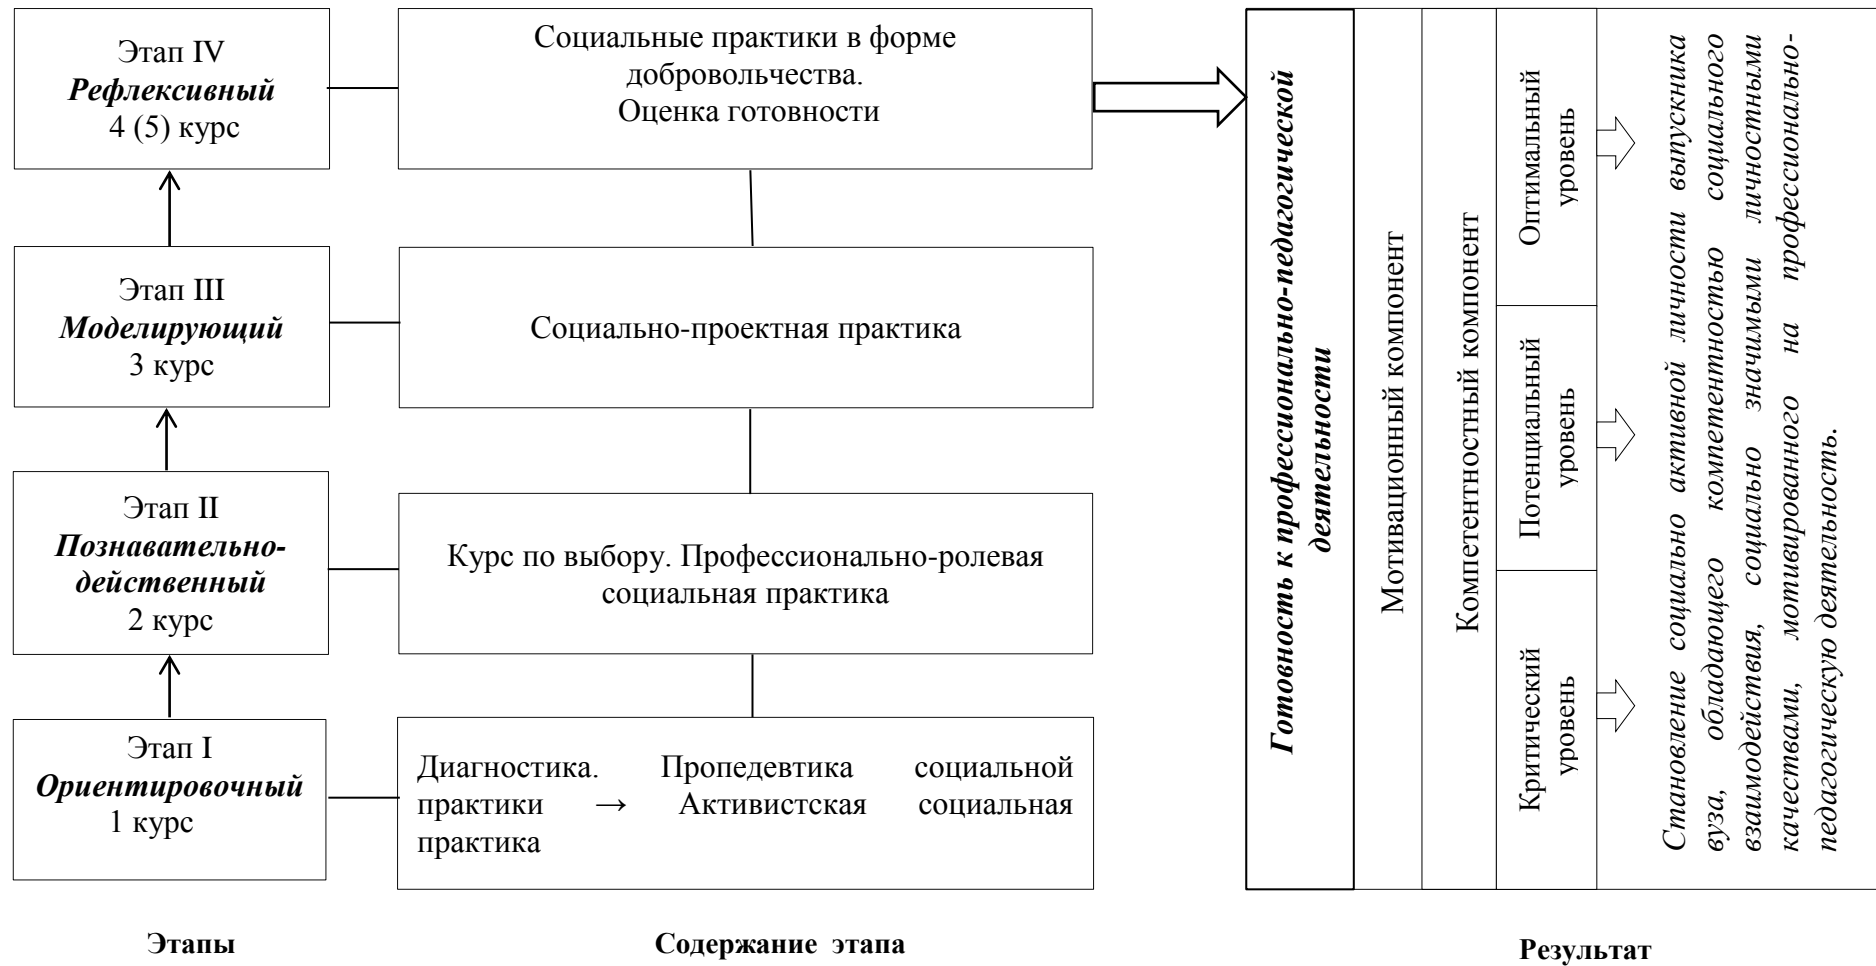 Этап IV
Рефлексивный
4 (5) курс
Социальные практики в форме
добровольчества.
Оценка готовности
Этап III
Моделирующий
3 курс
Социально-проектная практика
Этап II
Познавательно-
действенный
2 курс
Курс по выбору. Профессионально-ролевая
социальная практика
Этап I
Ориентировочный
1 курс
Диагностика. Пропедевтика социальной
практики → Активистская социальная
практика
Готовность к профессионально-педагогической
деятельности
Мотивационный компонент
Компетентностный компонент
Оптимальный
уровень
Потенциальный
уровень
Критический
уровень
Становление социально активной личности выпускника
вуза, обладающего компетентностью социального
взаимодействия, социально значимыми личностными
качествами, мотивированного на профессионально-
педагогическую деятельность.
Этапы
Содержание этапа
Результат